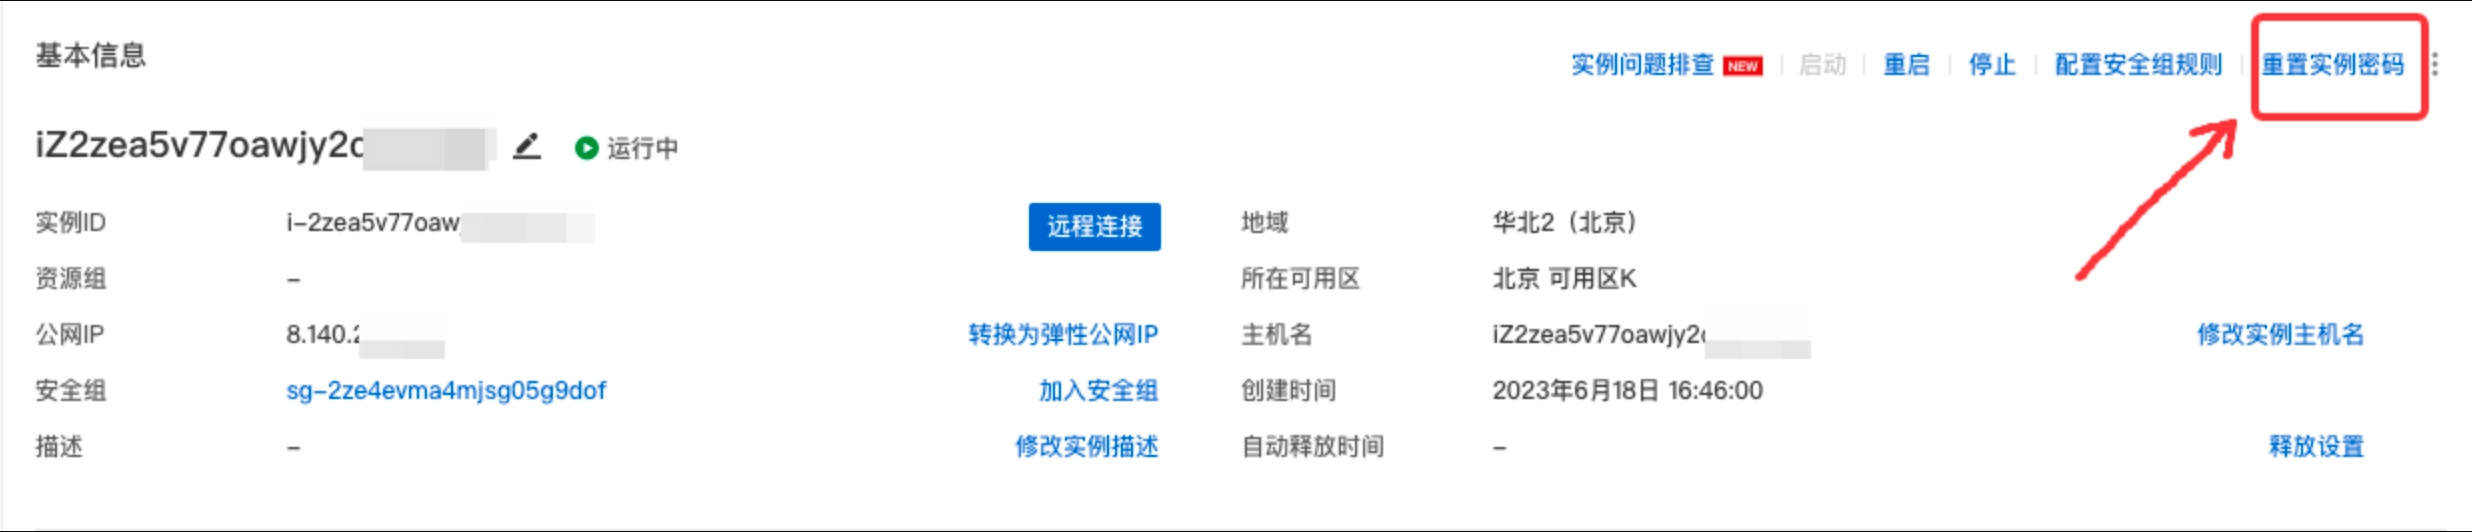 基本信息
实例问题排查 NEW 启动 重启 停止 配置安全组规则 重置实例密码
iZ2zea5v77oawjy2 运行中
实例ID i-2zea5v77oaw 远程连接 地域 华北2（北京）
资源组 – 所在可用区 北京 可用区K
公网IP 8.140. 转换为弹性公网IP 主机名 iZ2zea5v77oawjy2 修改实例主机名
安全组 sg-2ze4evma4mjsg05g9dof 加入安全组 创建时间 2023年6月18日 16:46:00
描述 – 修改实例描述 自动释放时间 – 释放设置